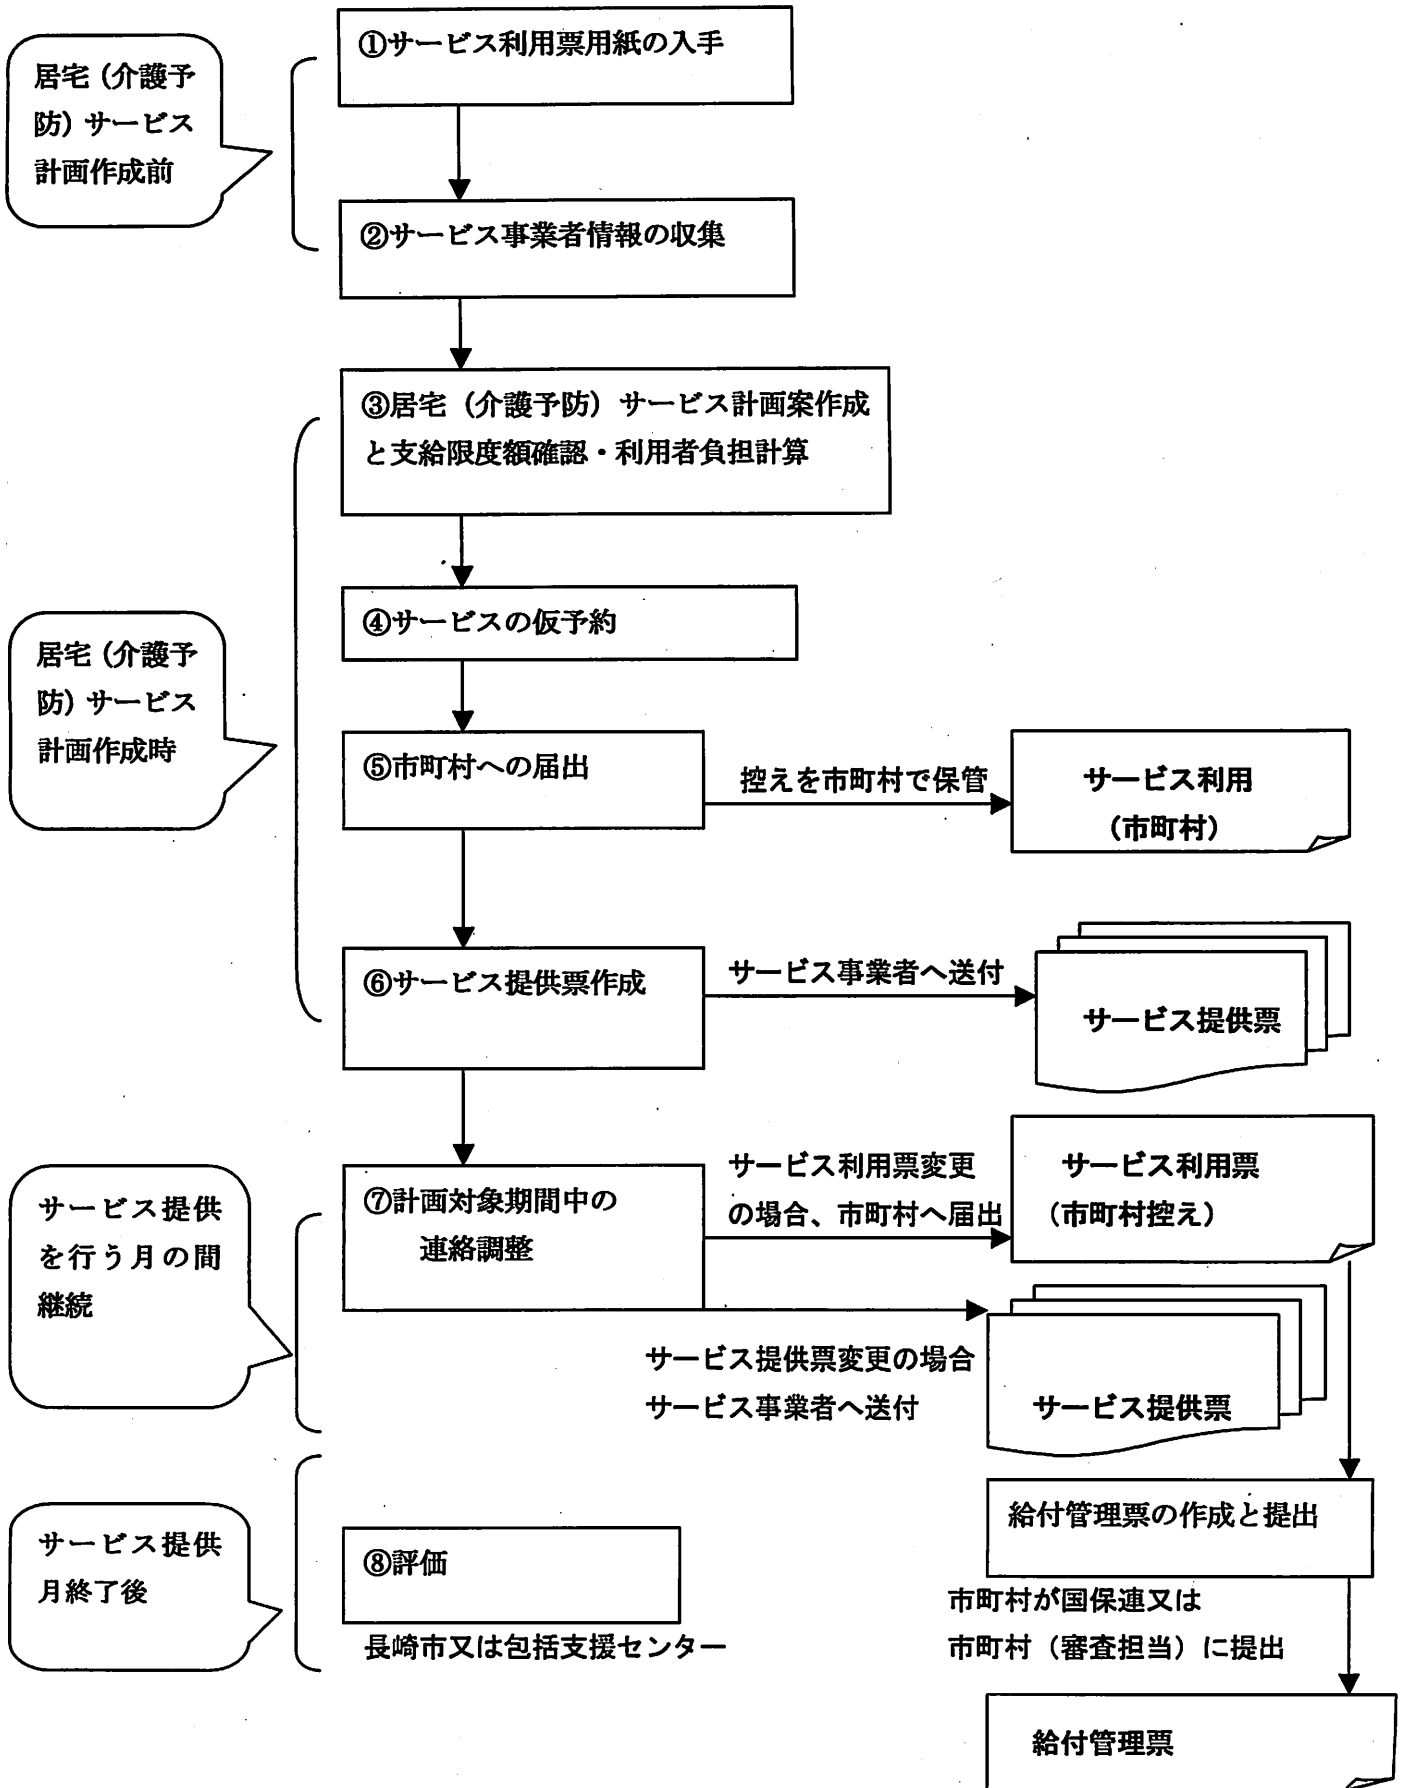 ①サービス利用票用紙の入手
居宅（介護予
防）サービス
計画作成前
②サービス事業者情報の収集
③居宅（介護予防）サービス計画案作成
と支給限度額確認・利用者負担計算
④サービスの仮予約
居宅（介護予
防）サービス
計画作成時
⑤市町村への届出
控えを市町村で保管
サービス利用
（市町村）
⑥サービス提供票作成
サービス事業者へ送付
サービス提供票
サービス提供
を行う月の間
継続
⑦計画対象期間中の
連絡調整
サービス利用票変更
の場合、市町村へ届出
サービス利用票
（市町村控え）
サービス提供票変更の場合
サービス事業者へ送付
サービス提供票
サービス提供
月終了後
⑧評価
長崎市又は包括支援センター
給付管理票の作成と提出
市町村が国保連又は
市町村（審査担当）に提出
給付管理票